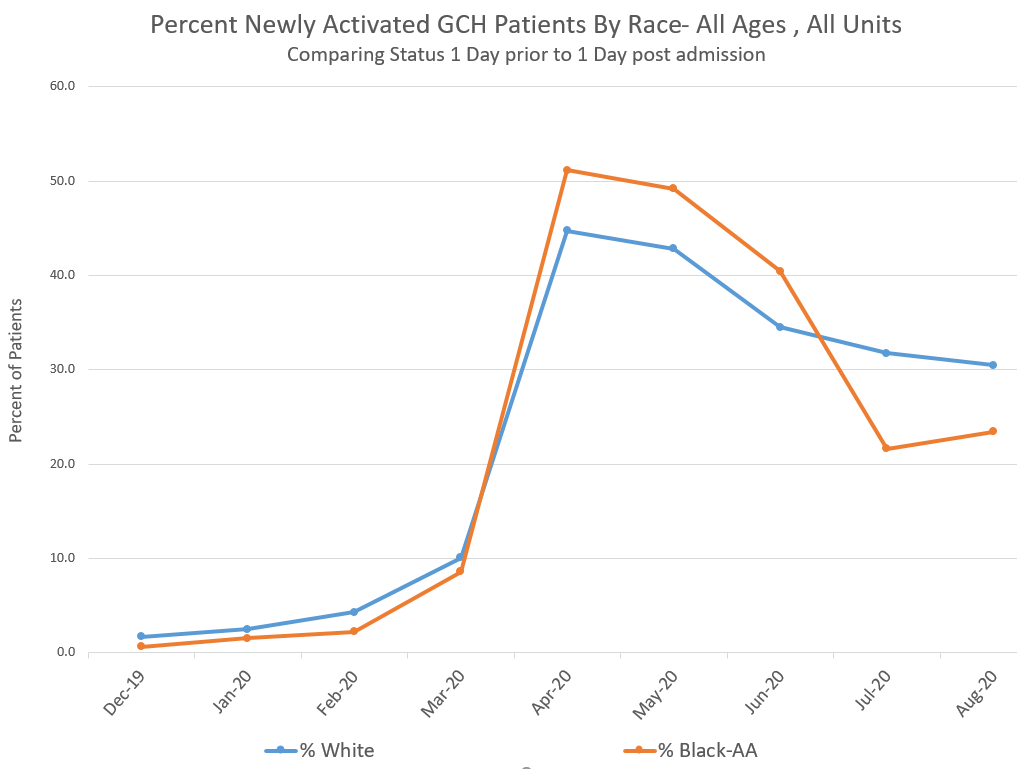 Percent Newly Activated GCH Patients By Race- All Ages , All Units
Comparing Status 1 Day prior to 1 Day post admission
60.0
50.0
40.0
30.0
20.0
10.0
0.0
Percent of Patients
Dec-19
Jan-20
Feb-20
Mar-20
Apr-20
May-20
Jun-20
Jul-20
Aug-20
% White
% Black-AA